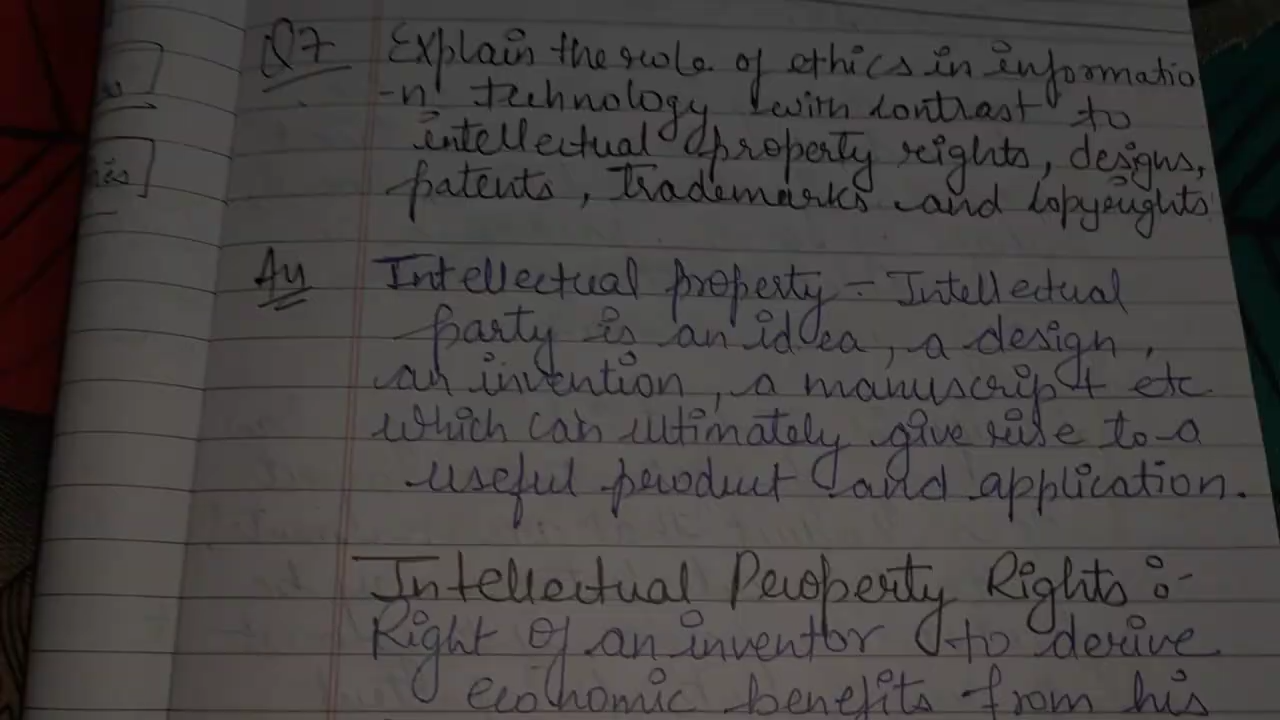 Q7 Explain the role of ethics in informatio
-n technology with contrast to
intellectual property rights, designs,
patents, trademarks and copyrights
Intellectual property - Intellectual
party is an idea, a design,
an invention, a manuscript etc
which can ultimately give rise to a
useful product and application.
Intellectual Property Rights :-
Right of an inventor to derive
economic benefits from his